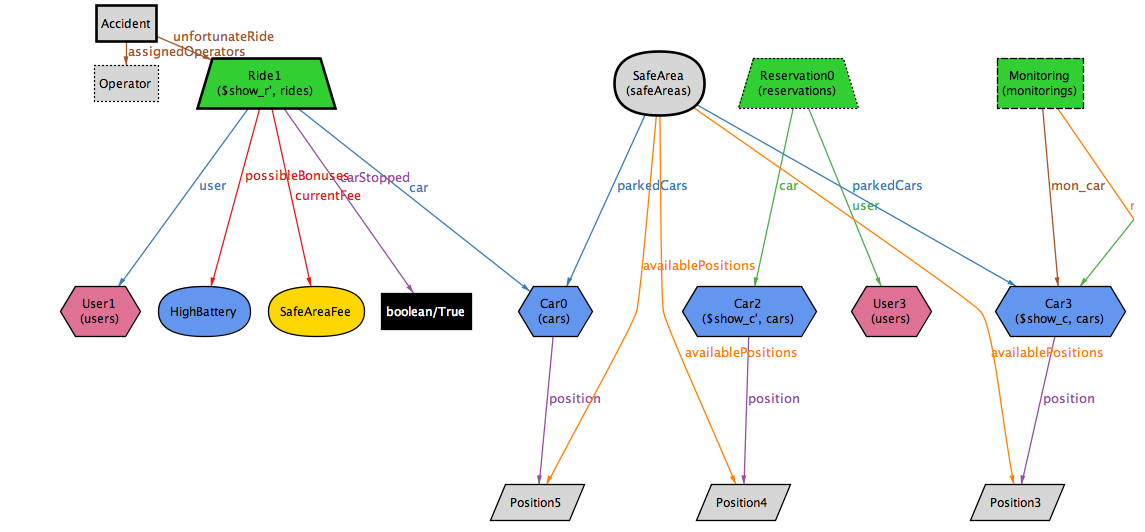 Accident
unfortunateRide
assignedOperators
Operator
Ride1
($show_r', rides)
SafeArea
(safeAreas)
Reservation0
(reservations)
Monitoring
(monitorings)
user
possibleBonuses
carStopped
currentFee
car
parkedCars
car
parkedCars
user
mon_car
availablePositions
User1
(users)
HighBattery
SafeAreaFee
boolean/True
Car0
(cars)
Car2
($show_c', cars)
User3
(users)
Car3
($show_c, cars)
availablePositions
availablePositions
position
position
position
Position5
Position4
Position3